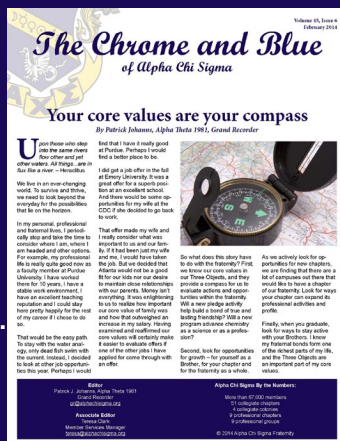 Volume 45, Issue 6
February 2014
The Chrome and Blue
of Alpha Chi Sigma
Your core values are your compass
By Patrick Johanns, Alpha Theta 1981, Grand Recorder
Upon those who step
into the same rivers
flow other and yet
other waters. All things...are in
flux like a river. – Heraclitus
We live in an ever-changing
world. To survive and thrive,
we need to look beyond the
everyday for the possibilities
that lie on the horizon.
In my personal, professional
and fraternal lives, I periodi-
cally stop and take the time to
consider where I am, where I
am headed and other options.
For example, my professional
life is really quite good now as
a faculty member at Purdue
University. I have worked
there for 10 years, I have a
stable work environment, I
have an excellent teaching
reputation and I could stay
here pretty happily for the rest
of my career if I chose to do
so.
That would be the easy path.
To stay with the water anal-
ogy, only dead fish swim with
the current. Instead, I decided
to look at other job opportuni-
ties this year. Perhaps I would
find that I have it really good
at Purdue. Perhaps I would
find a better place to be.
I did get a job offer in the fall
at Emory University. It was a
great offer for a superb posi-
tion at an excellent school.
And there would be some op-
portunities for my wife at the
CDC if she decided to go back
to work.
That offer made my wife and
I really consider what was
important to us and our fam-
ily. If it had been just my wife
and me, I would have taken
the job. But we decided that
Atlanta would not be a good
fit for our kids nor our desire
to maintain close relationships
with our parents. Money isn't
everything. It was enlightening
to us to realize how important
our core value of family was
and how that outweighed an
increase in my salary. Having
examined and reaffirmed our
core values will certainly make
it easier to evaluate offers if
one of the other jobs I have
applied for come through with
an offer.
So what does this story have
to do with the fraternity? First,
we know our core values in
our Three Objects, and they
provide a compass for us to
evaluate actions and oppor-
tunities within the fraternity.
Will a new pledge activity
help build a bond of true and
lasting friendship? Will a new
program advance chemistry
as a science or as a profes-
sion?
Second, look for opportunities
for growth – for yourself as a
Brother, for your chapter and
for the fraternity as a whole.
As we actively look for op-
portunities for new chapters,
we are finding that there are a
lot of campuses out there that
would like to have a chapter
of our fraternity. Look for ways
your chapter can expand its
professional activities and
profile.
Finally, when you graduate,
look for ways to stay active
with your Brothers. I know
my fraternal bonds form one
of the richest parts of my life,
and the Three Objects are
an important part of my core
values.
Editor
Patrick J. Johanns, Alpha Theta 1981
Grand Recorder
gr@alphachisigma.org
Associate Editor
Teresa Clark
Member Services Manager
teresa@alphachisigma.org
Alpha Chi Sigma By the Numbers:
More than 67,000 members
51 collegiate chapters
4 collegiate colonies
9 professional chapters
9 professional groups
© 2014 Alpha Chi Sigma Fraternity